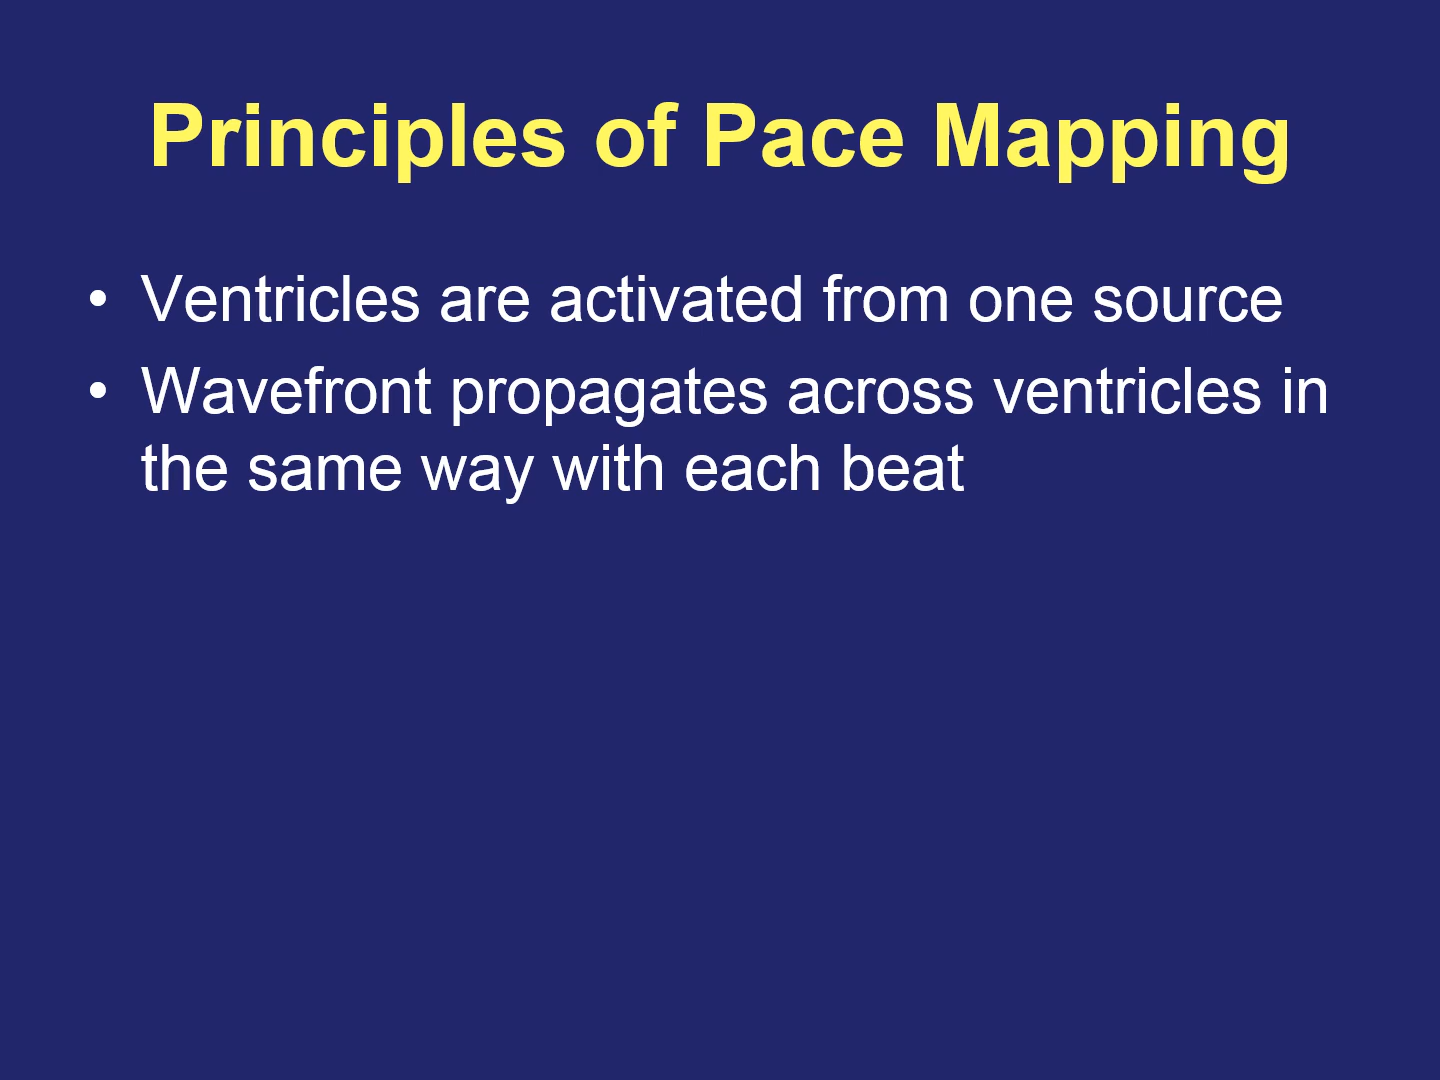 Principles of Pace Mapping
• Ventricles are activated from one source
• Wavefront propagates across ventricles in
the same way with each beat